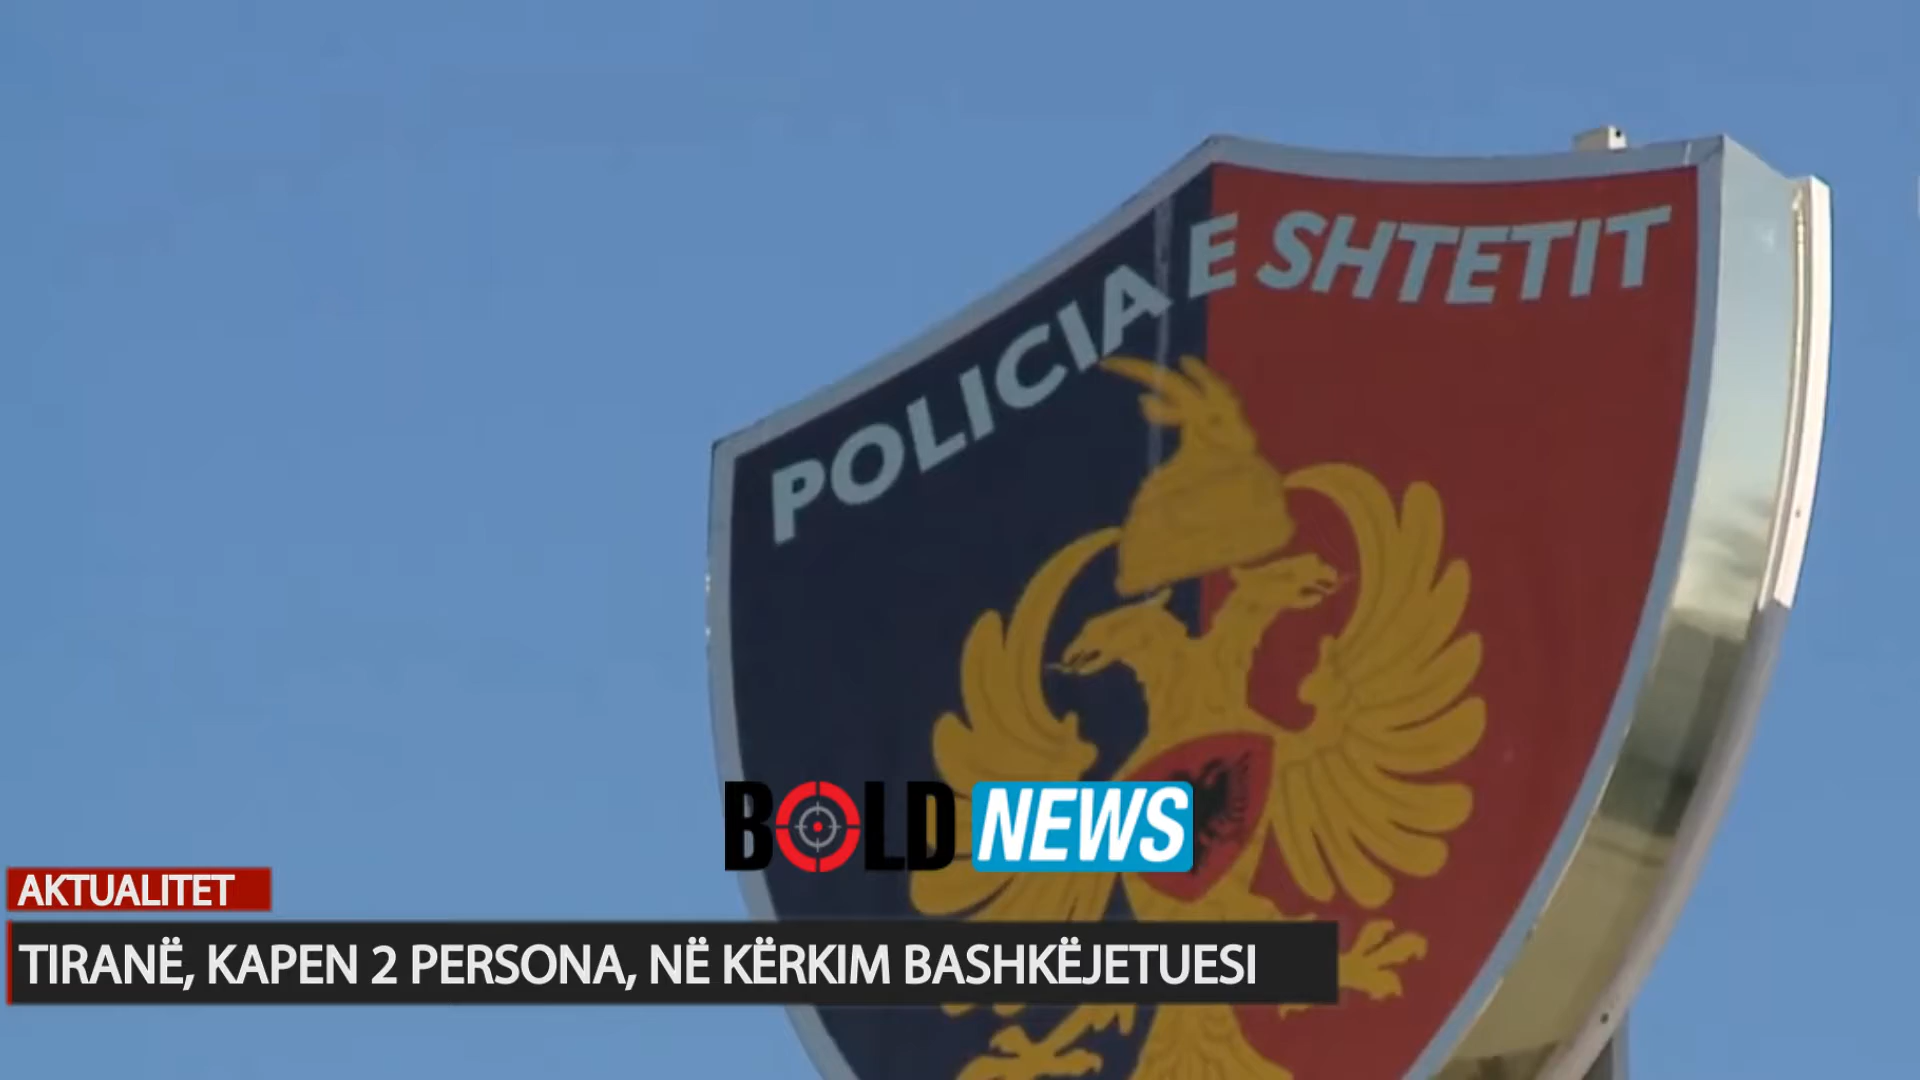 POLICIA E SHTETIT
BOLD NEWS
AKTUALITET
TIRANË, KAPEN 2 PERSONA, NË KËRKIM BASHKËJETUESI